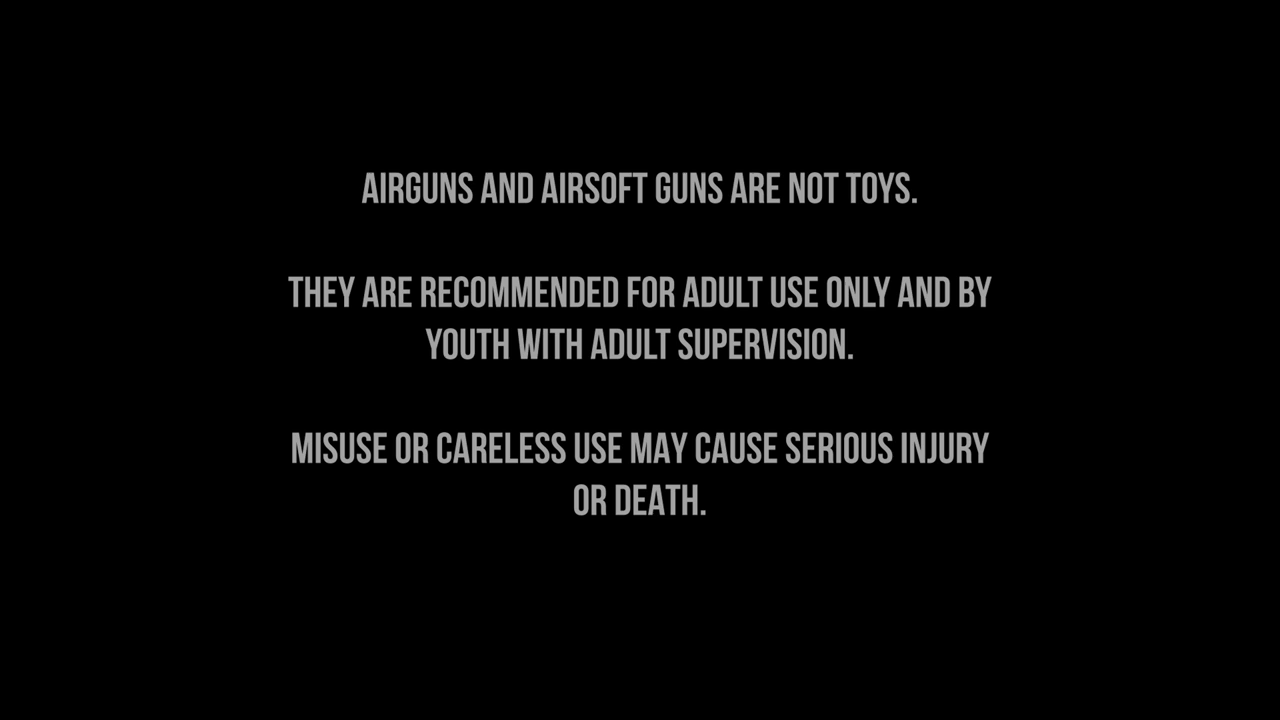 AIRGUNS AND AIRSOFT GUNS ARE NOT TOYS.
THEY ARE RECOMMENDED FOR ADULT USE ONLY AND BY
YOUTH WITH ADULT SUPERVISION.
MISUSE OR CARELESS USE MAY CAUSE SERIOUS INJURY
OR DEATH.